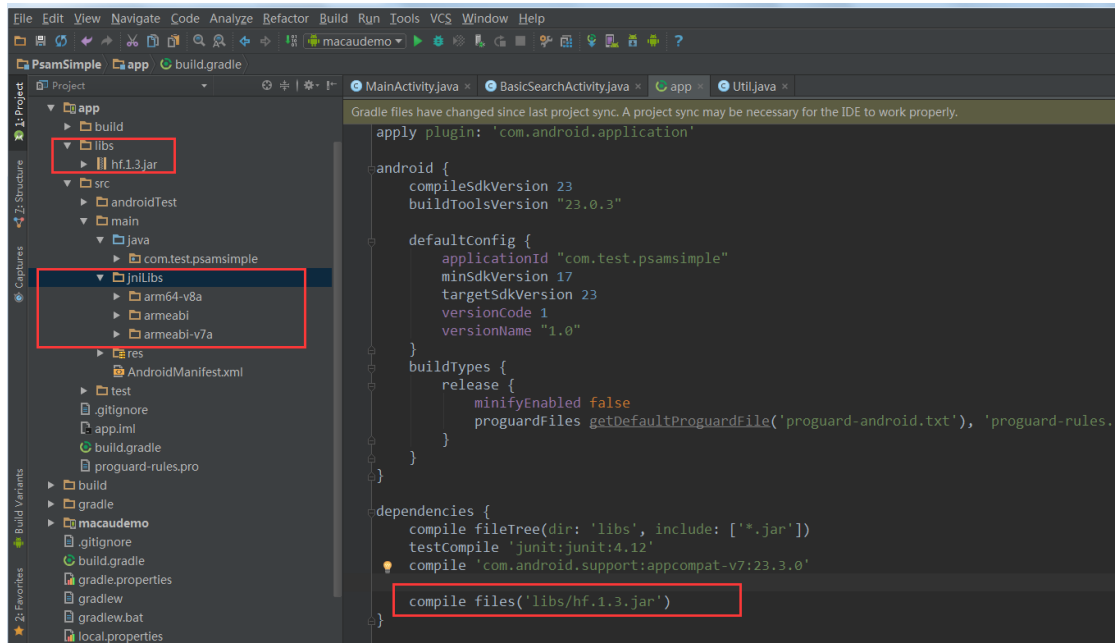 File Edit View Navigate Code Analyze Refactor Build Run Tools VCS Window Help
macaudemo
PsamSimple app build.gradle
Project
MainActivity.java × BasicSearchActivity.java × app × Util.java ×
Gradle files have changed since last project sync. A project sync may be necessary for the IDE to work properly.
1: Project
7: Structure
Captures
Build Variants
2: Favorites
app
build
libs
hf.1.3.jar
src
androidTest
main
java
com.test.psamsimple
jniLibs
arm64-v8a
armeabi
armeabi-v7a
res
AndroidManifest.xml
test
.gitignore
app.iml
build.gradle
proguard-rules.pro
build
gradle
macaudemo
.gitignore
build.gradle
gradle.properties
gradlew
gradlew.bat
local.properties
apply plugin: 'com.android.application'
android {
compileSdkVersion 23
buildToolsVersion "23.0.3"
defaultConfig {
applicationId "com.test.psamsimple"
minSdkVersion 17
targetSdkVersion 23
versionCode 1
versionName "1.0"
}
buildTypes {
release {
minifyEnabled false
proguardFiles getDefaultProguardFile('proguard-android.txt'), 'proguard-rules.
}
}
}
dependencies {
compile fileTree(dir: 'libs', include: ['*.jar'])
testCompile 'junit:junit:4.12'
compile 'com.android.support:appcompat-v7:23.3.0'
compile files('libs/hf.1.3.jar')
}